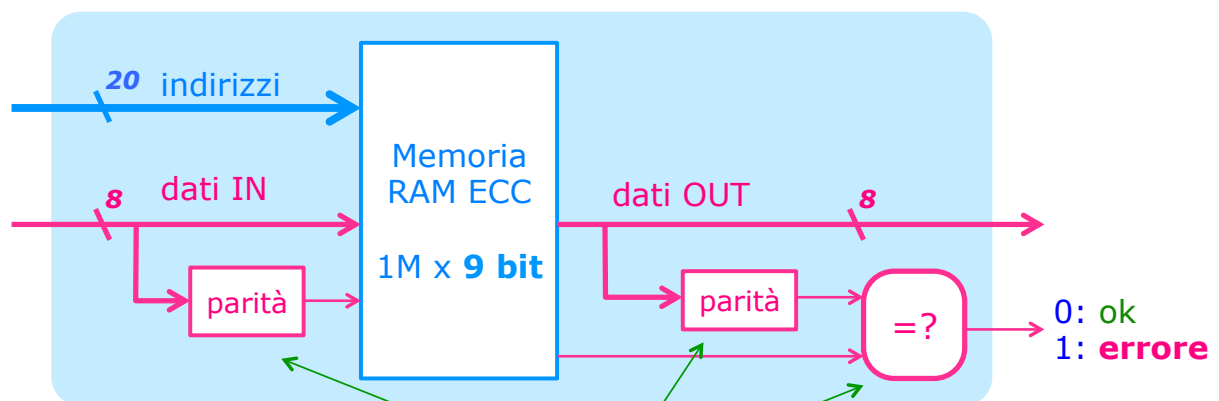 20 indirizzi
8 dati IN
parità
Memoria
RAM ECC
1M x 9 bit
dati OUT 8
parità
=?
0: ok
1: errore